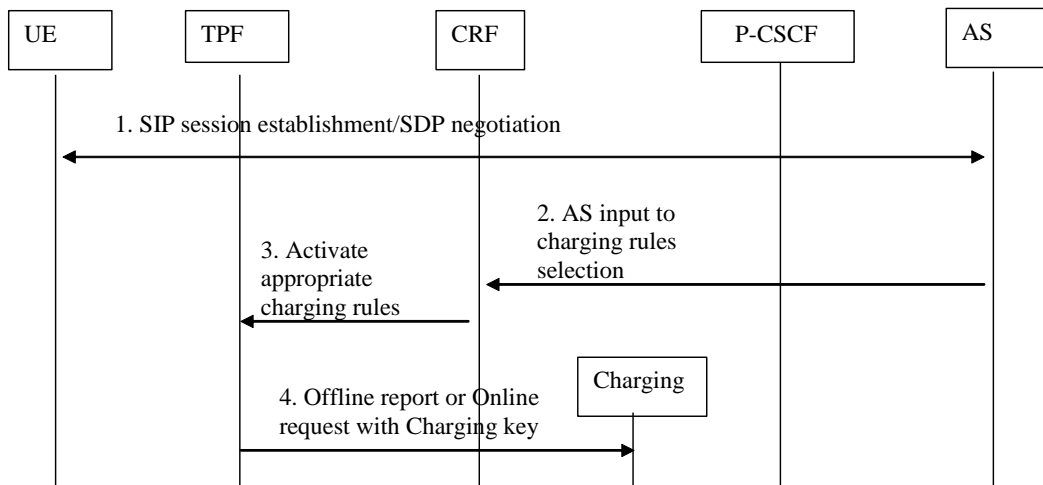 UE
TPF
CRF
P-CSCF
AS
1. SIP session establishment/SDP negotiation
2. AS input to
charging rules
selection
3. Activate
appropriate
charging rules
Charging
4. Offline report or Online
request with Charging key